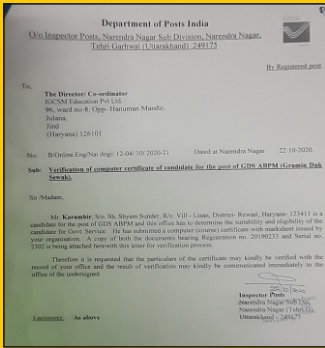 Department of Posts India
O/o Inspector Posts, Narendra Nagar Sub Division, Narendra Nagar,
Tehri Garhwal (Uttarakhand) 249175
By Registered post
To,
The Director/ Co-ordinator
IGCSM Education Pvt Ltd.
96, ward no-8, Opp- Hanuman Mandir,
Julana,
Jind
(Haryana) 126101
No: B/Online Eng/Nai degi/ 12-04/10/ 2020-21 Dated at Narendra Nagar 22-10-2020.
Sub: Verification of computer certificate of candidate for the post of GDS ABPM (Gramin Dak
Sewak).
Sir /Madam,
Mr. Karambir, S/o. Sh. Shyam Sunder, R/o. Vill - District- Rewari, Haryana- 123411 is a
candidate for the post of GDS ABPM and this office has to determine the suitability and eligibility of the
candidate for Govt. Service. He has submitted a computer (course) certificate with marksheet issued by
your organisation. A copy of both the documents bearing Registration no. 20190233 and Serial no.
2302 is being attached herewith this letter for verification process.
Therefore it is requested that the particulars of the certificate may kindly be verified with the
record of your office and the result of verification may kindly be communicated immediately to the
office of the undersigned.
22/10/2020
Inspector Posts
Narendra Nagar Sub Dn,
Narendra Nagar (Tehri G),
Uttarakhand - 249175
Enclosures: As above